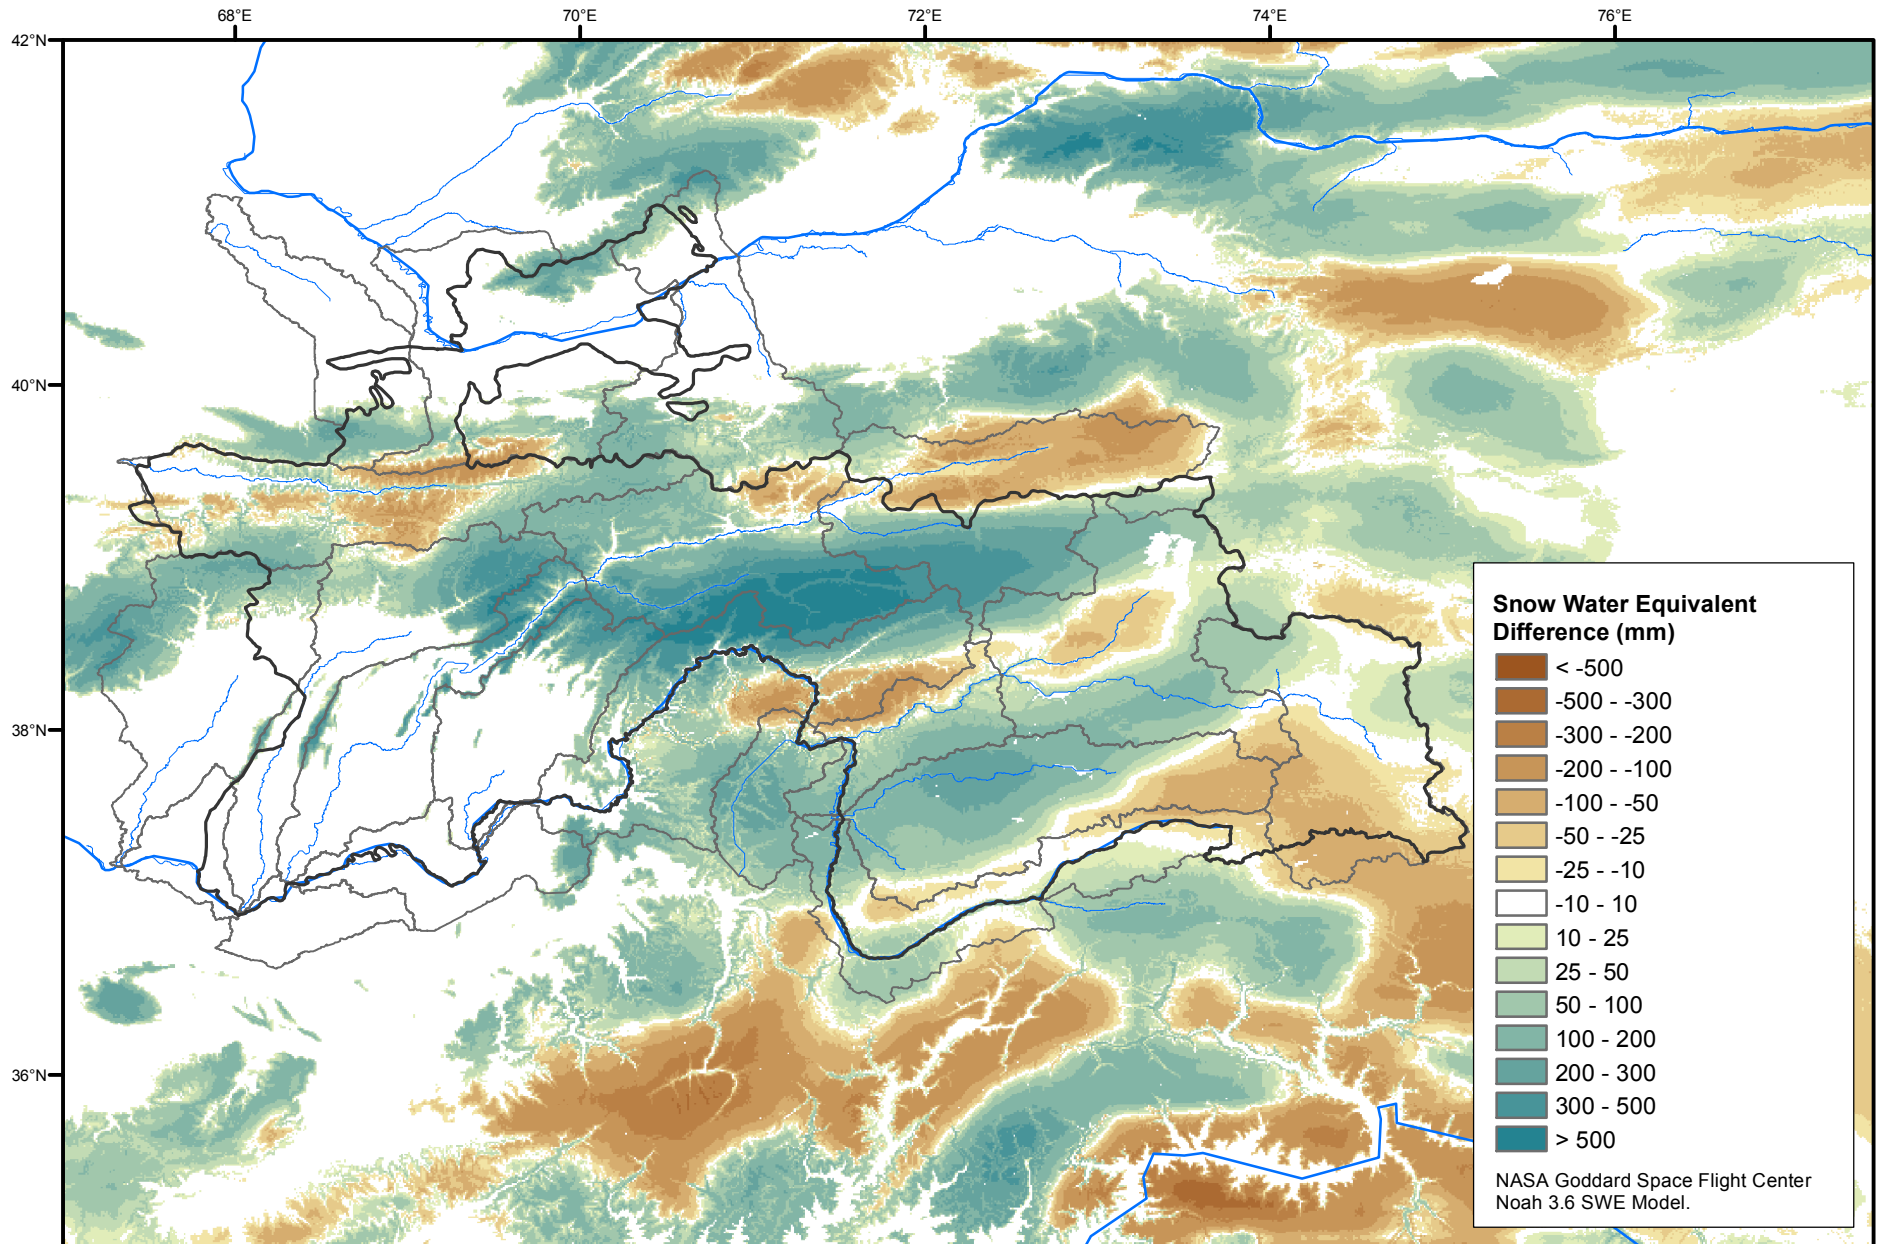 68°E 70°E 72°E 74°E 76°E
42°N
40°N
38°N
36°N
Snow Water Equivalent
Difference (mm)
< -500
-500 - -300
-300 - -200
-200 - -100
-100 - -50
-50 - -25
-25 - -10
-10 - 10
10 - 25
25 - 50
50 - 100
100 - 200
200 - 300
300 - 500
> 500
NASA Goddard Space Flight Center
Noah 3.6 SWE Model.